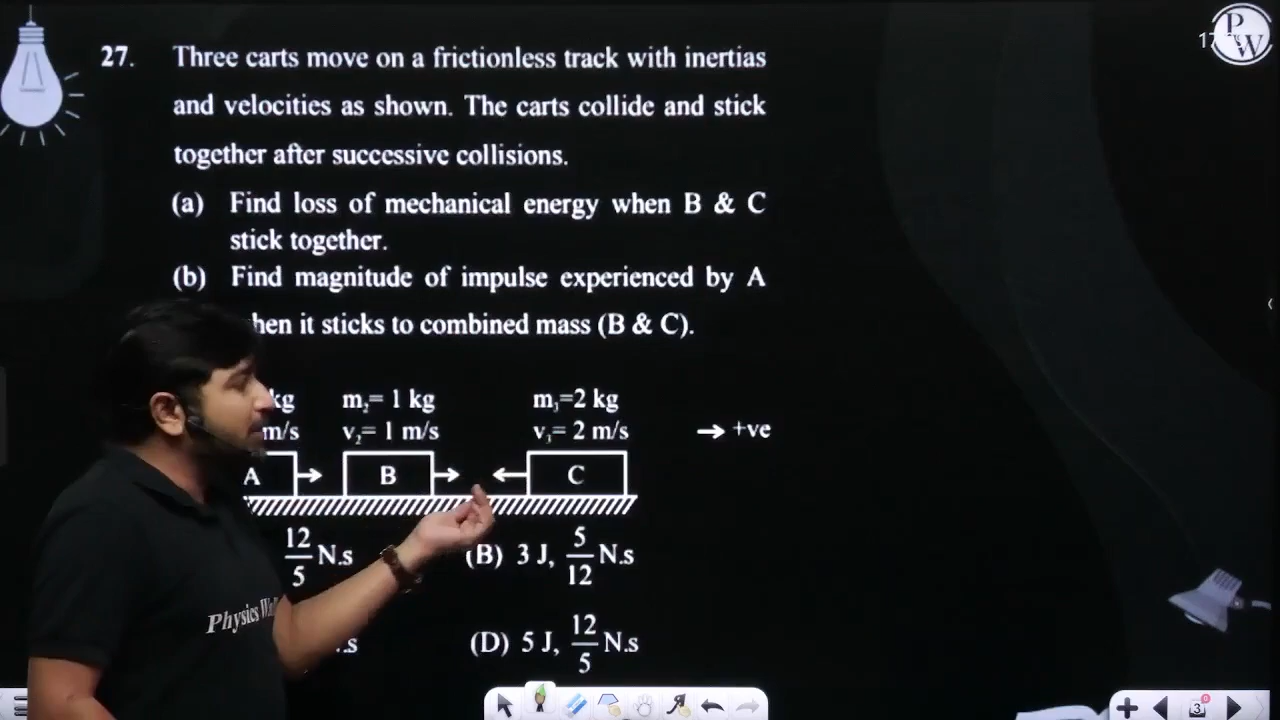 P
W
27. Three carts move on a frictionless track with inertias
and velocities as shown. The carts collide and stick
together after successive collisions.
(a) Find loss of mechanical energy when B & C
stick together.
(b) Find magnitude of impulse experienced by A
hen it sticks to combined mass (B & C).
kg m₂= 1 kg m₃=2 kg
m/s v₂= 1 m/s v₃= 2 m/s → +ve
A B C
12/5 N.s (B) 3 J, 5/12 N.s
.s (D) 5 J, 12/5 N.s
Physics
3